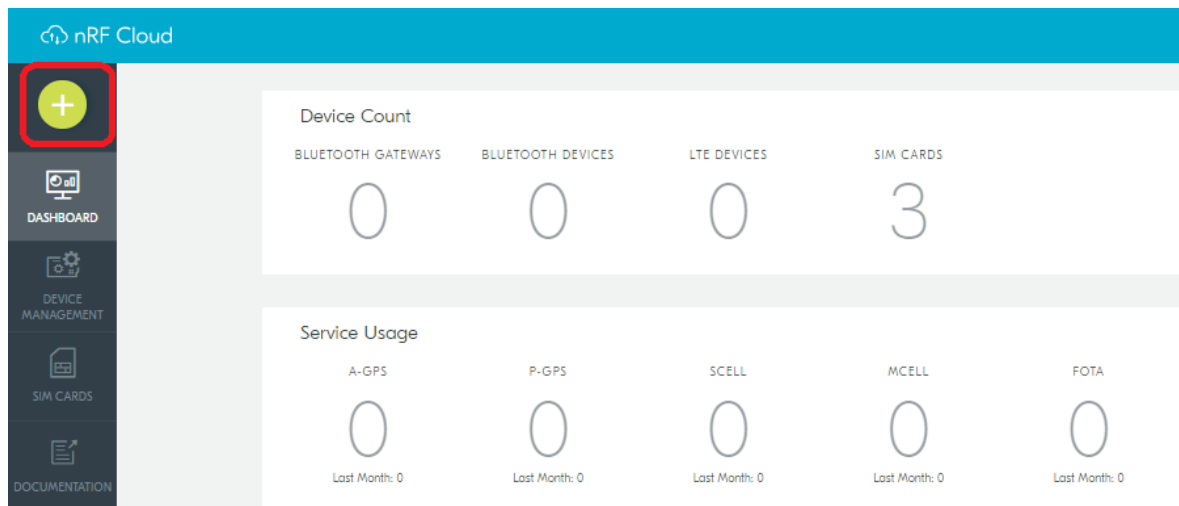 nRF Cloud
+
DASHBOARD
DEVICE
MANAGEMENT
SIM CARDS
DOCUMENTATION
Device Count
BLUETOOTH GATEWAYS BLUETOOTH DEVICES LTE DEVICES SIM CARDS
0 0 0 3
Service Usage
A-GPS P-GPS SCELL MCELL FOTA
0 0 0 0 0
Last Month: 0 Last Month: 0 Last Month: 0 Last Month: 0 Last Month: 0